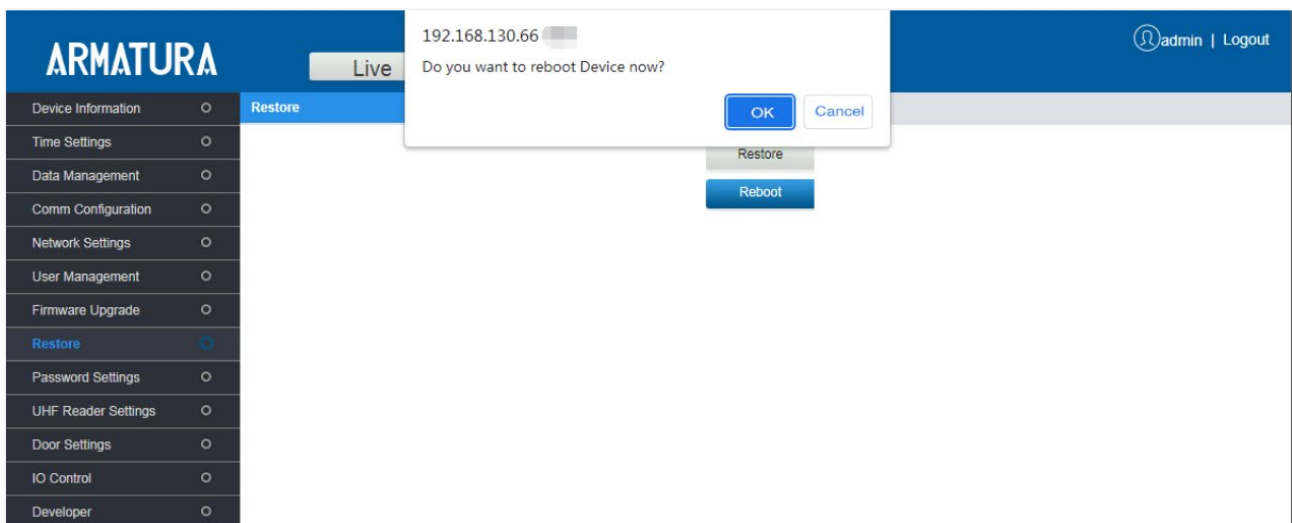 ARMATURA
Live
192.168.130.66
Do you want to reboot Device now?
OK
Cancel
admin | Logout
Device Information
Time Settings
Data Management
Comm Configuration
Network Settings
User Management
Firmware Upgrade
Restore
Password Settings
UHF Reader Settings
Door Settings
IO Control
Developer
Restore
Restore
Reboot